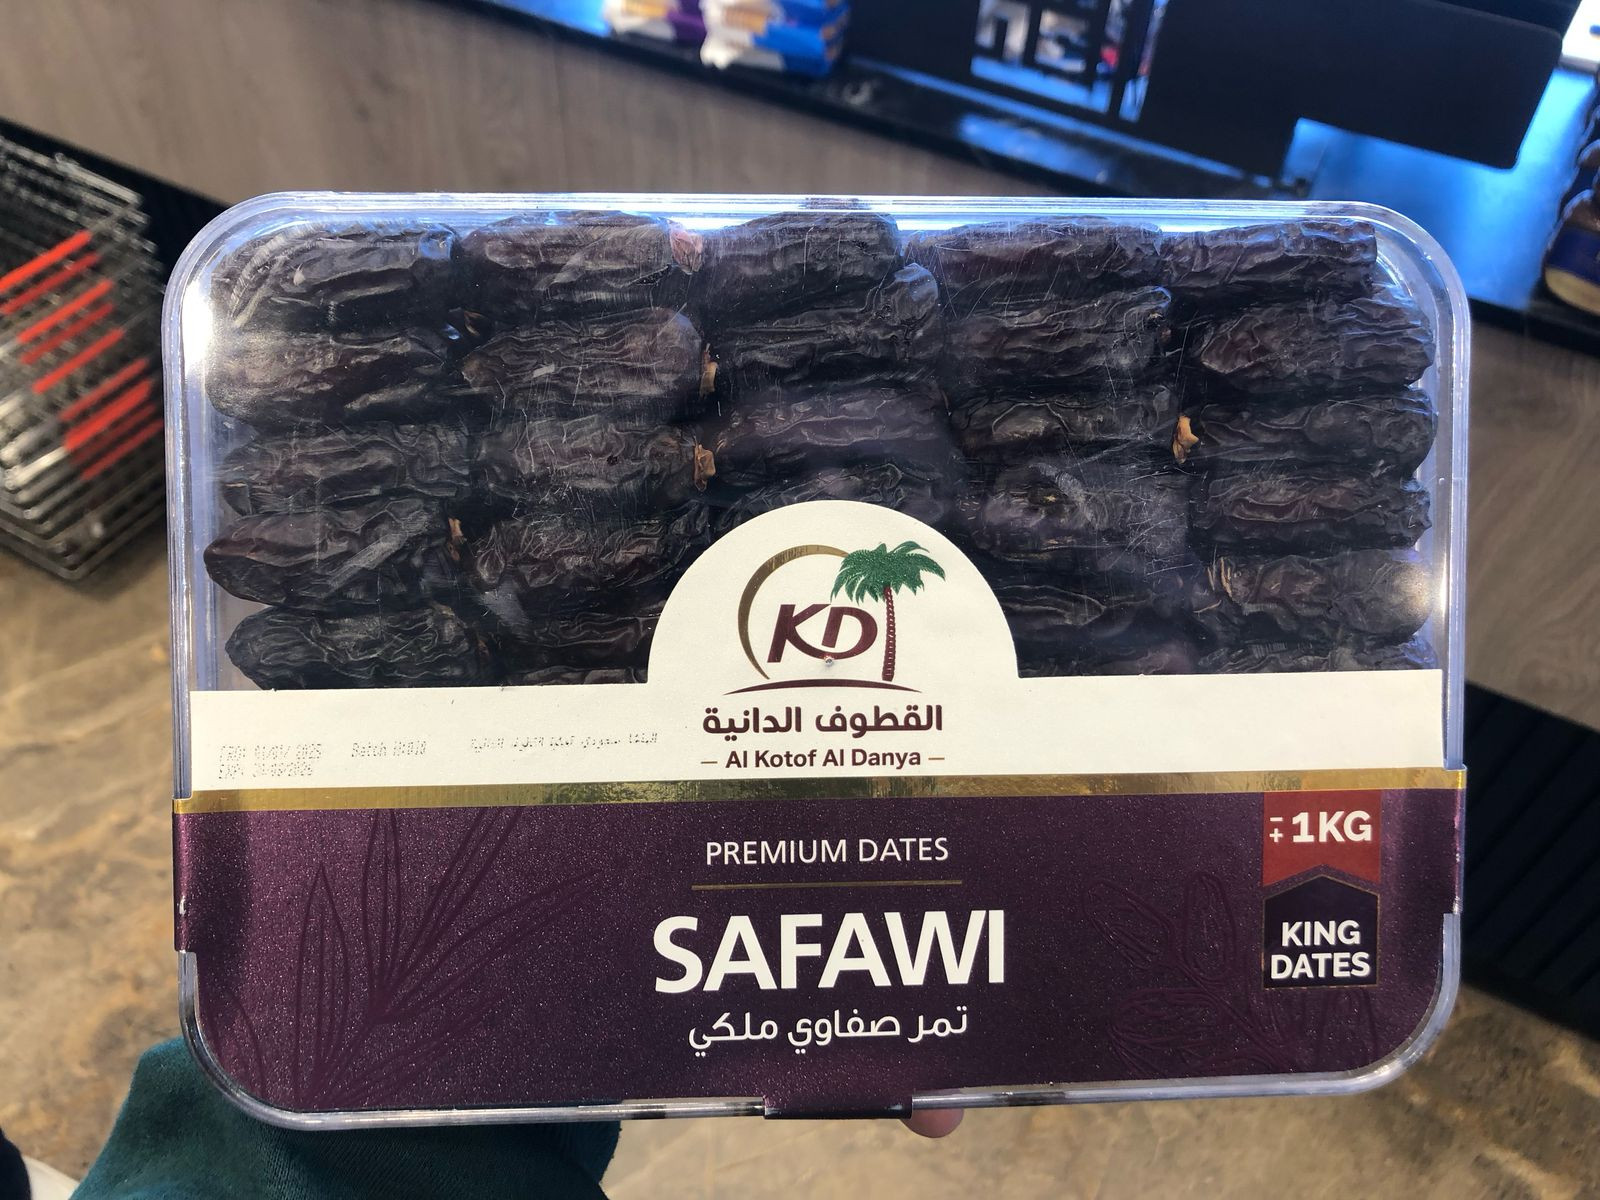 KD
القطوف الدانية
Al Kotof Al Danya
PREMIUM DATES
SAFAWI
تمر صفاوي ملكي
∓ 1KG
KING
DATES